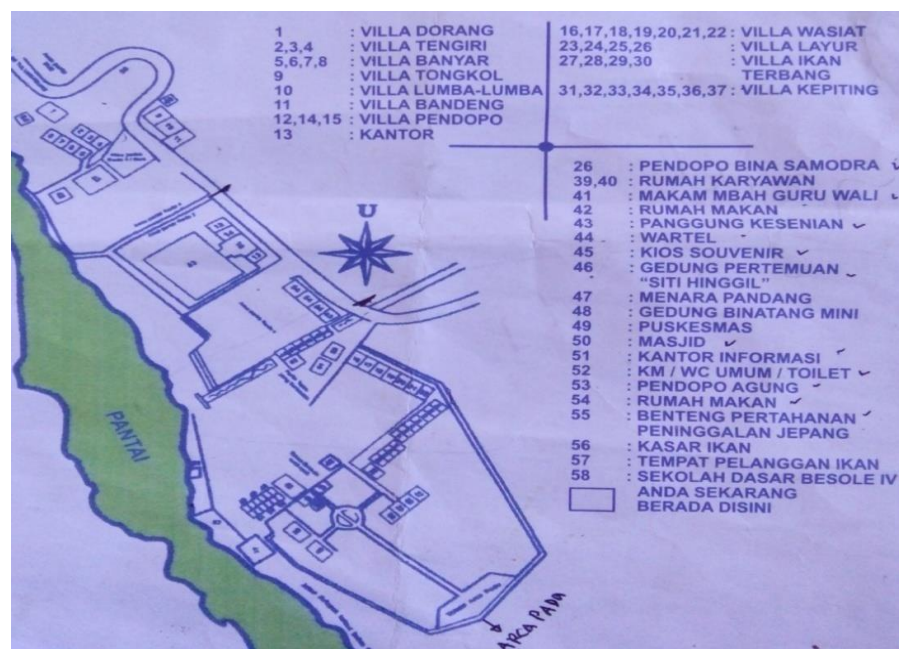 1 : VILLA DORANG
2,3,4 : VILLA TENGIRI
5,6,7,8 : VILLA BANYAR
9 : VILLA TONGKOL
10 : VILLA LUMBA-LUMBA
11 : VILLA BANDENG
12,14,15 : VILLA PENDOPO
13 : KANTOR
16,17,18,19,20,21,22 : VILLA WASIAT
23,24,25,26 : VILLA LAYUR
27,28,29,30 : VILLA IKAN
TERBANG
31,32,33,34,35,36,37 : VILLA KEPITING
26 : PENDOPO BINA SAMODRA
39,40 : RUMAH KARYAWAN
41 : MAKAM MBAH GURU WALI
42 : RUMAH MAKAN
43 : PANGGUNG KESENIAN
44 : WARTEL
45 : KIOS SOUVENIR
46 : GEDUNG PERTEMUAN
"SITI HINGGIL"
47 : MENARA PANDANG
48 : GEDUNG BINATANG MINI
49 : PUSKESMAS
50 : MASJID
51 : KANTOR INFORMASI
52 : KM / WC UMUM / TOILET
53 : PENDOPO AGUNG
54 : RUMAH MAKAN
55 : BENTENG PERTAHANAN
PENINGGALAN JEPANG
56 : KASAR IKAN
57 : TEMPAT PELANGGAN IKAN
58 : SEKOLAH DASAR BESOLE IV
ANDA SEKARANG
BERADA DISINI
U
PANTAI
ARCA PADA